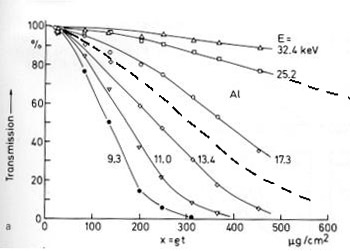 100
%
80
60
40
20
0
Transmission
E =
32.4 keV
25.2
Al
17.3
9,3
11,0
13.4
a
0
100
200
300
400
500
600
x = ϱt
µg/cm²